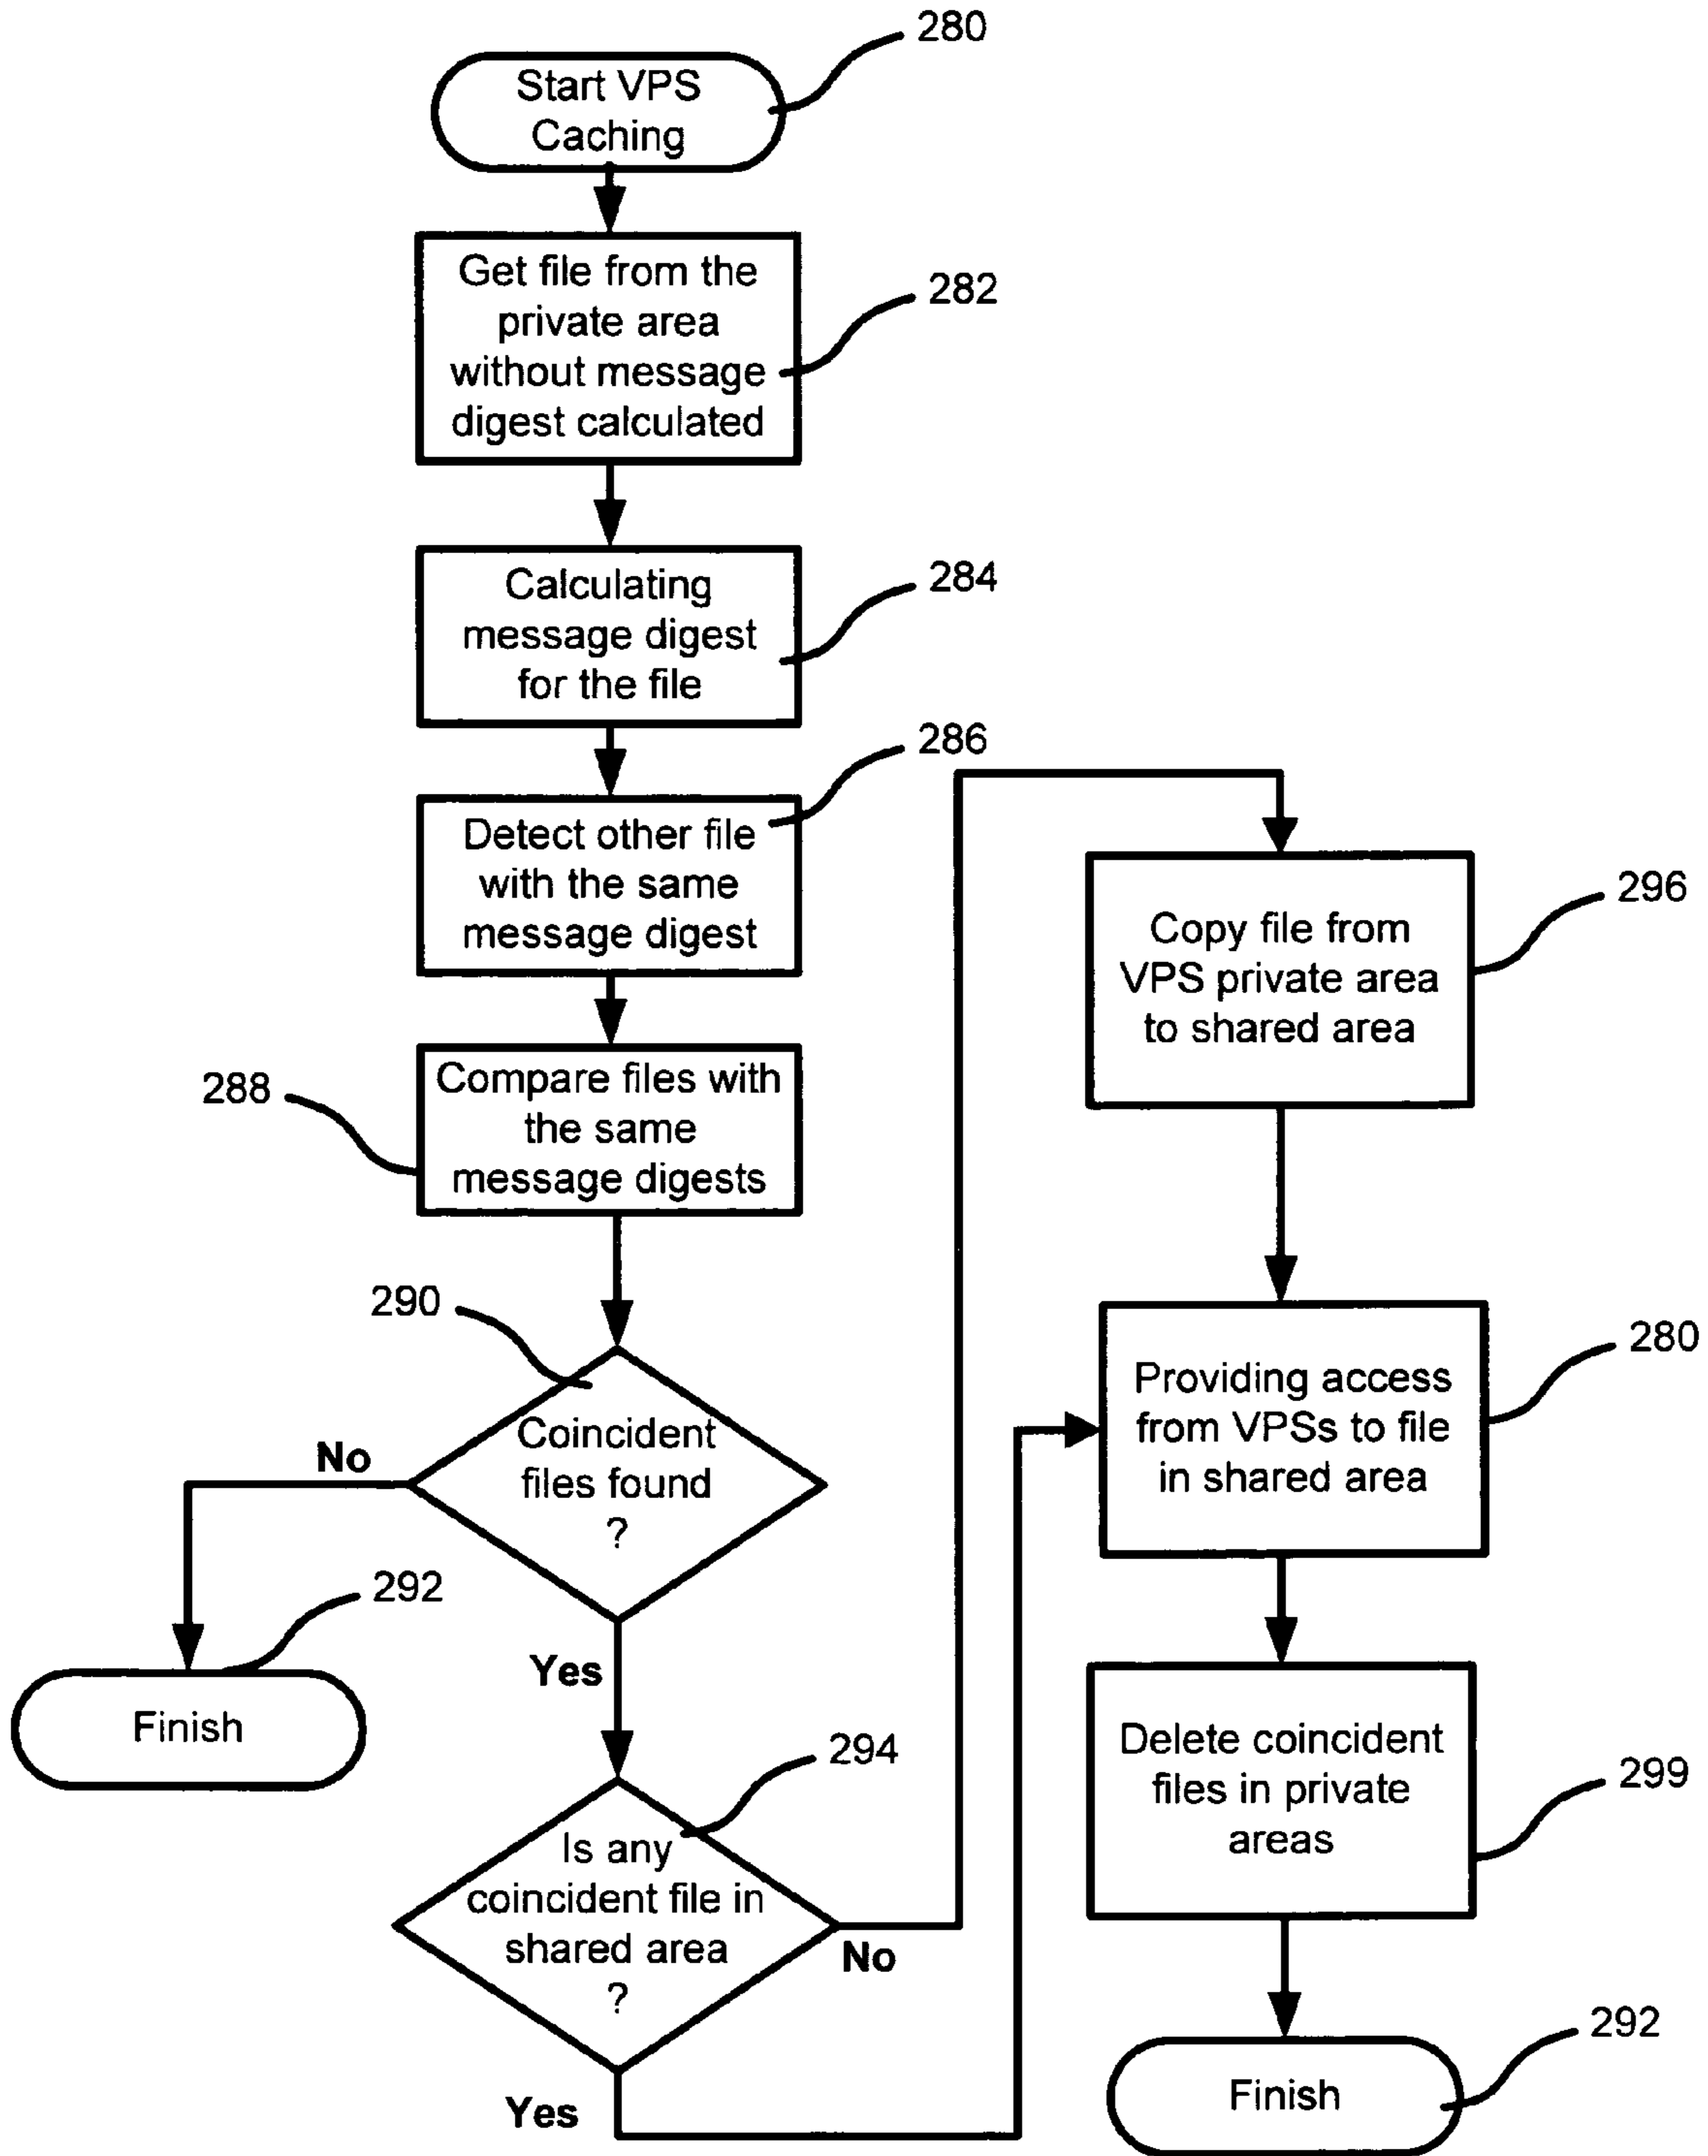 280
Start VPS
Caching
Get file from the
private area
without message
digest calculated
282
Calculating
message digest
for the file
284
286
Detect other file
with the same
message digest
288
Compare files with
the same
message digests
290
Coincident
files found
?
No
292
Finish
Yes
294
Is any
coincident file in
shared area
?
No
Yes
296
Copy file from
VPS private area
to shared area
280
Providing access
from VPSs to file
in shared area
299
Delete coincident
files in private
areas
292
Finish